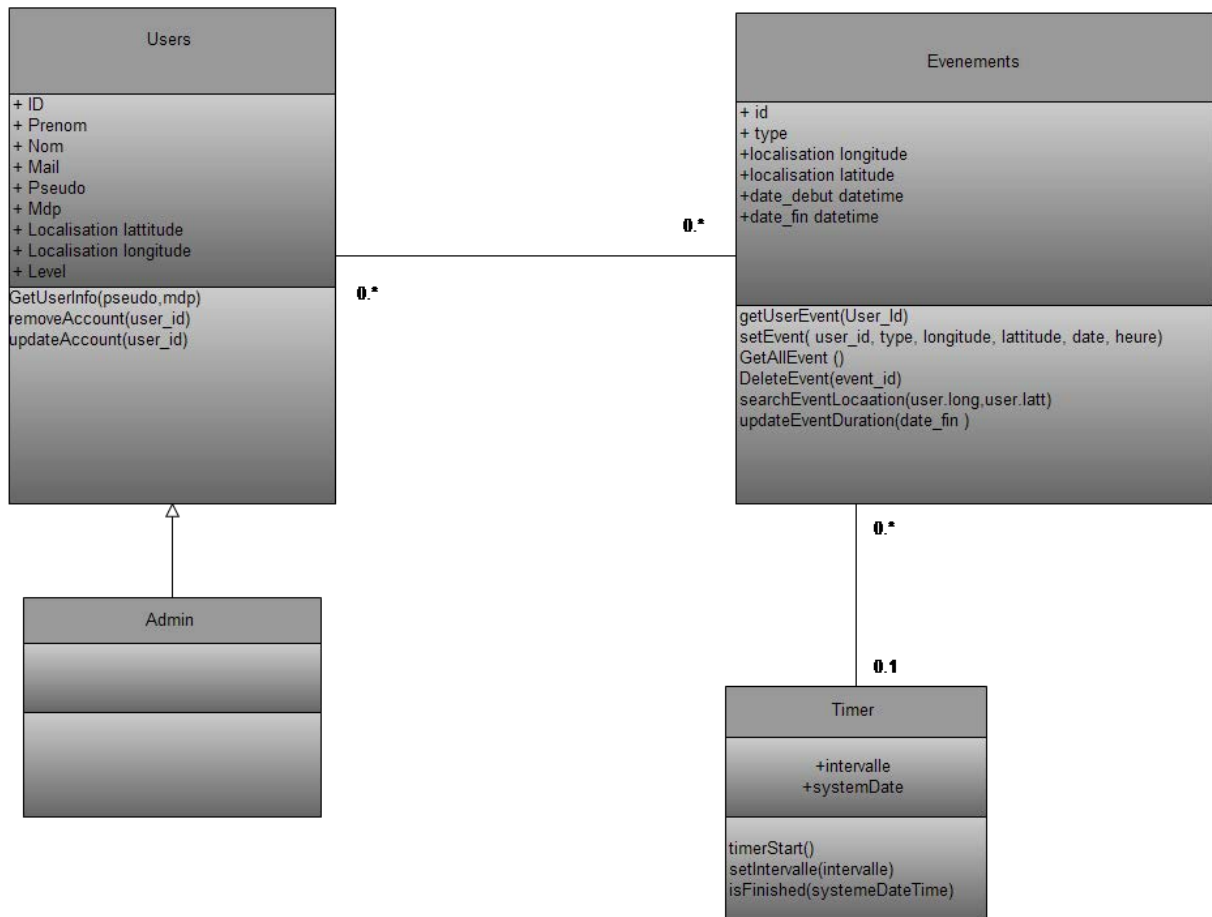 Users
+ ID
+ Prenom
+ Nom
+ Mail
+ Pseudo
+ Mdp
+ Localisation lattitude
+ Localisation longitude
+ Level
GetUserInfo(pseudo,mdp)
removeAccount(user_id)
updateAccount(user_id)
0.*
0.*
Evenements
+ id
+ type
+localisation longitude
+localisation latitude
+date_debut datetime
+date_fin datetime
getUserEvent(User_Id)
setEvent( user_id, type, longitude, lattitude, date, heure)
GetAllEvent ()
DeleteEvent(event_id)
searchEventLocaation(user.long,user.latt)
updateEventDuration(date_fin )
0.*
0.1
Admin
Timer
+intervalle
+systemDate
timerStart()
setIntervalle(intervalle)
isFinished(systemeDateTime)